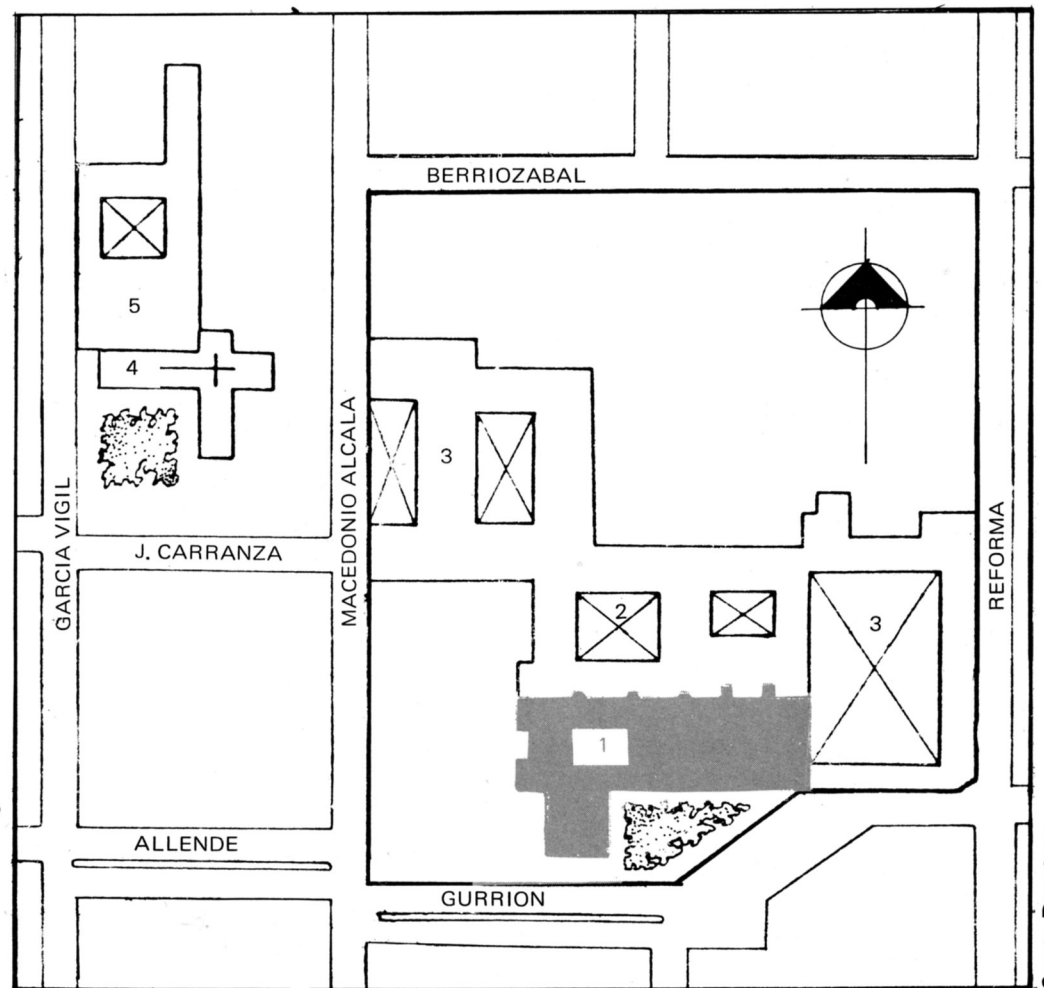 BERRIOZABAL
5
4
3
GARCIA VIGIL
MACEDONIO ALCALA
J. CARRANZA
REFORMA
2
3
1
ALLENDE
GURRION